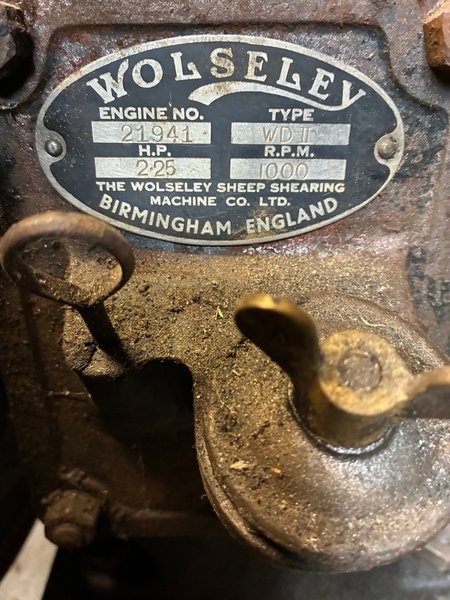 WOLSELEY
ENGINE NO. TYPE
21941 WD II
H.P. R.P.M.
2·25 1000
THE WOLSELEY SHEEP SHEARING
MACHINE CO. LTD.
BIRMINGHAM ENGLAND